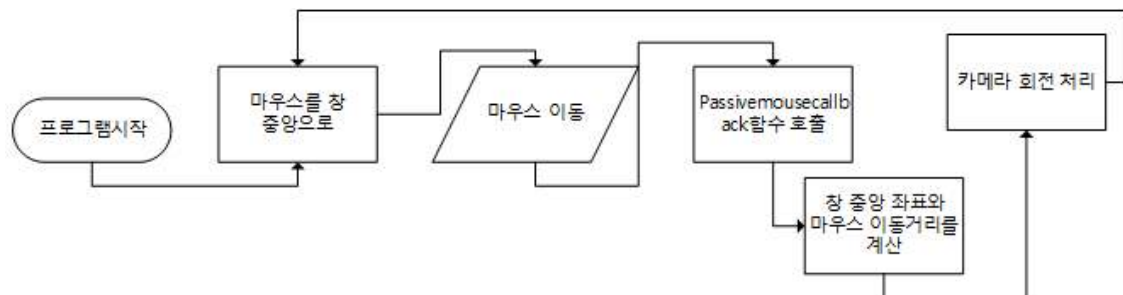 프로그램시작
마우스를 창
중앙으로
마우스 이동
Passivemousecallb
ack함수 호출
창 중앙 좌표와
마우스 이동거리를
계산
카메라 회전 처리